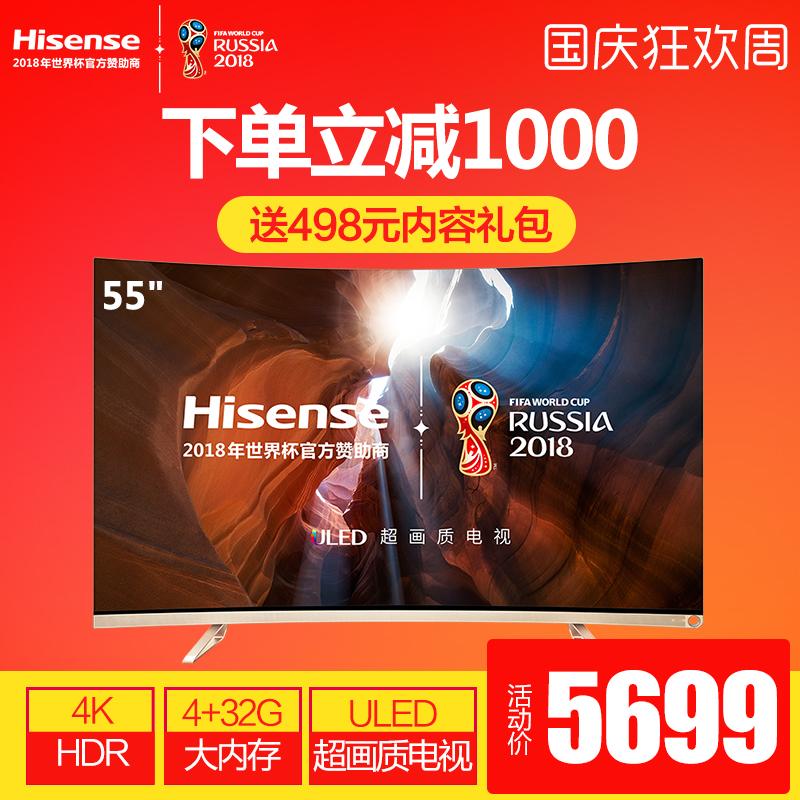 Hisense
2018年世界杯官方赞助商
FIFA WORLD CUP
RUSSIA
2018
国庆狂欢周
下单立减1000
送498元内容礼包
55"
Hisense
2018年世界杯官方赞助商
FIFA WORLD CUP
RUSSIA
2018
ULED 超画质电视
4K
HDR
4+32G
大内存
ULED
超画质电视
活动价
5699